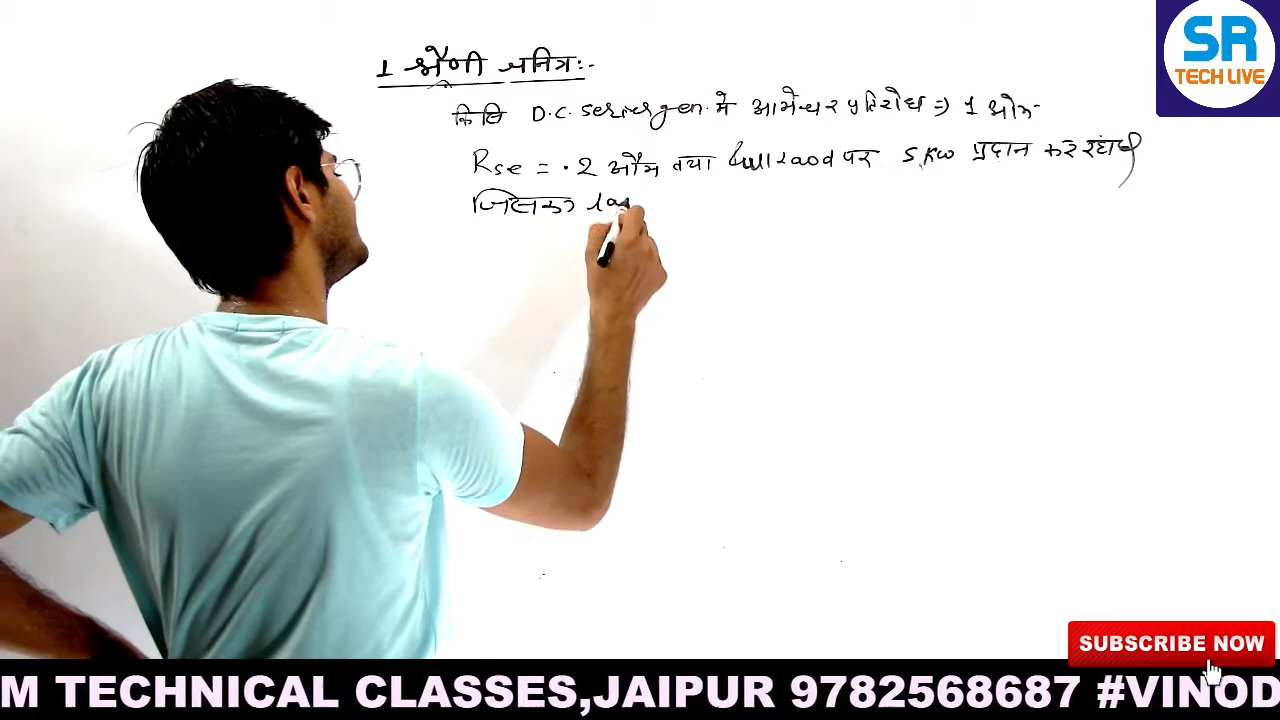 1 श्रेणी जनित्र:-
किसि D.C. Series gen. में आर्मेचर प्रतिरोध => 1 ओम
Rse = .2 ओम तथा full laod पर 5 KW प्रदान कर रहा है
जिसका
SR
TECH LIVE
SUBSCRIBE NOW
M TECHNICAL CLASSES,JAIPUR 9782568687 #VINOD